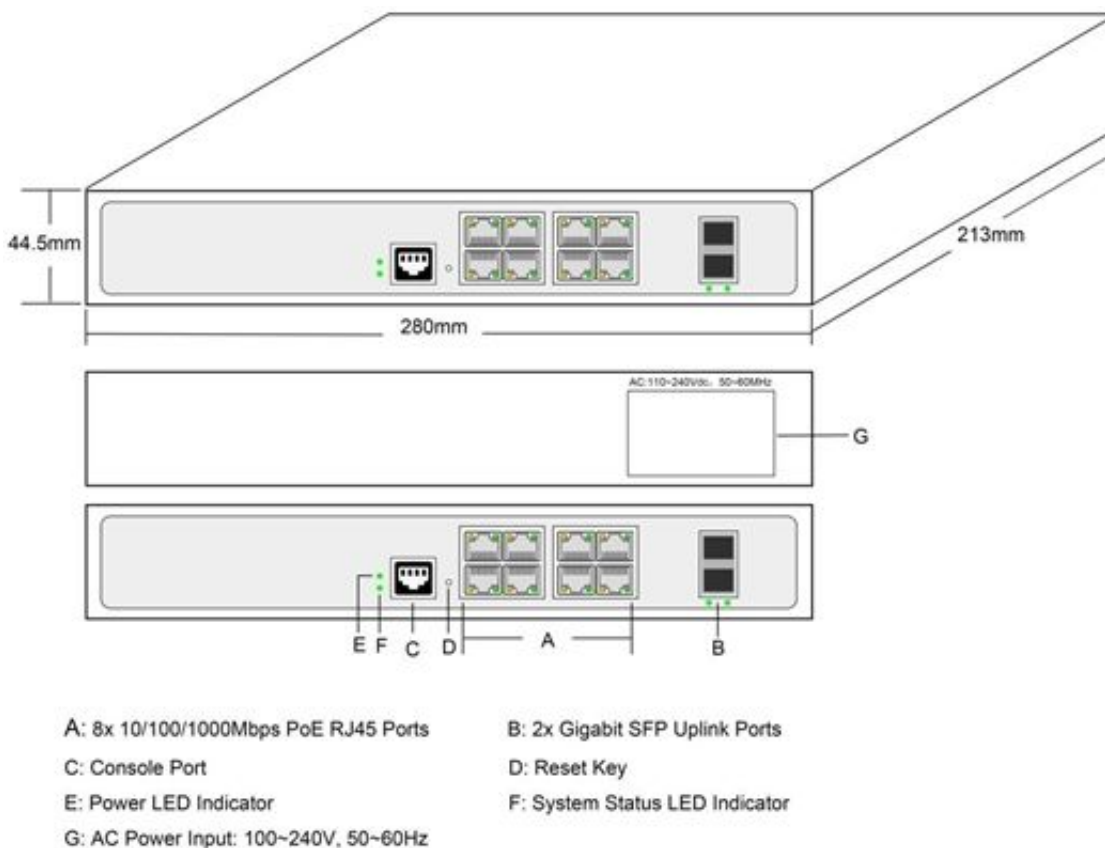 44.5mm
213mm
280mm
AC:110~240Vdc, 50~60MHz
G
E F C D A B
A: 8x 10/100/1000Mbps PoE RJ45 Ports
B: 2x Gigabit SFP Uplink Ports
C: Console Port
D: Reset Key
E: Power LED Indicator
F: System Status LED Indicator
G: AC Power Input: 100~240V, 50~60Hz